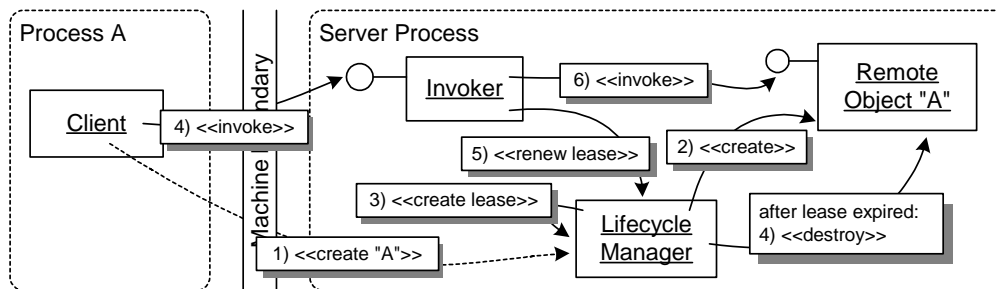 Process A
Server Process
Machine
ndary
Client
4) <<invoke>>
Invoker
6) <<invoke>>
Remote
Object "A"
5) <<renew lease>>
2) <<create>>
3) <<create lease>>
Lifecycle
Manager
after lease expired:
4) <<destroy>>
1) <<create "A">>